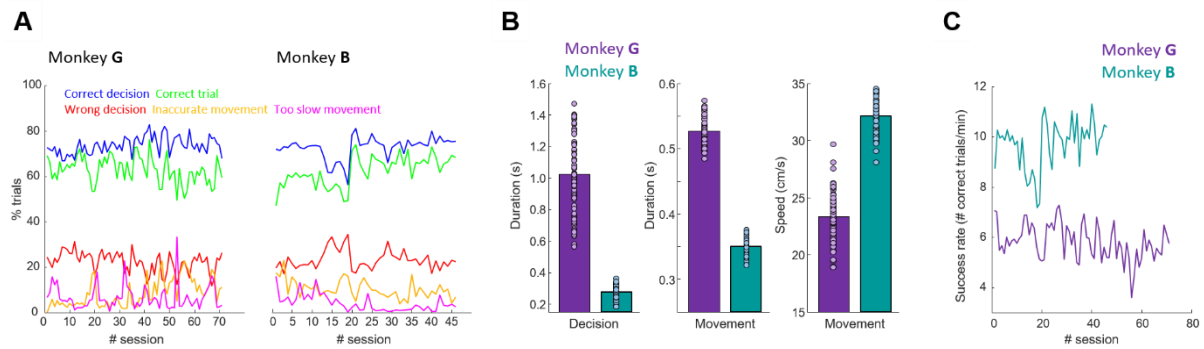 A
Monkey G
Monkey B
Correct decision Correct trial
Wrong decision Inaccurate movement Too slow movement
% trials
100
80
60
40
20
0
0 10 20 30 40 50 60 70
# session
0 5 10 15 20 25 30 35 40 45
# session
B
Monkey G
Monkey B
Duration (s)
1.6
1.4
1.2
1.0
0.8
0.6
0.4
0.2
Decision
Duration (s)
0.6
0.5
0.4
0.3
Movement
Speed (cm/s)
35
30
25
20
15
Movement
C
Monkey G
Monkey B
Success rate (# correct trials/min)
12
10
8
6
4
0 20 40 60 80
# session